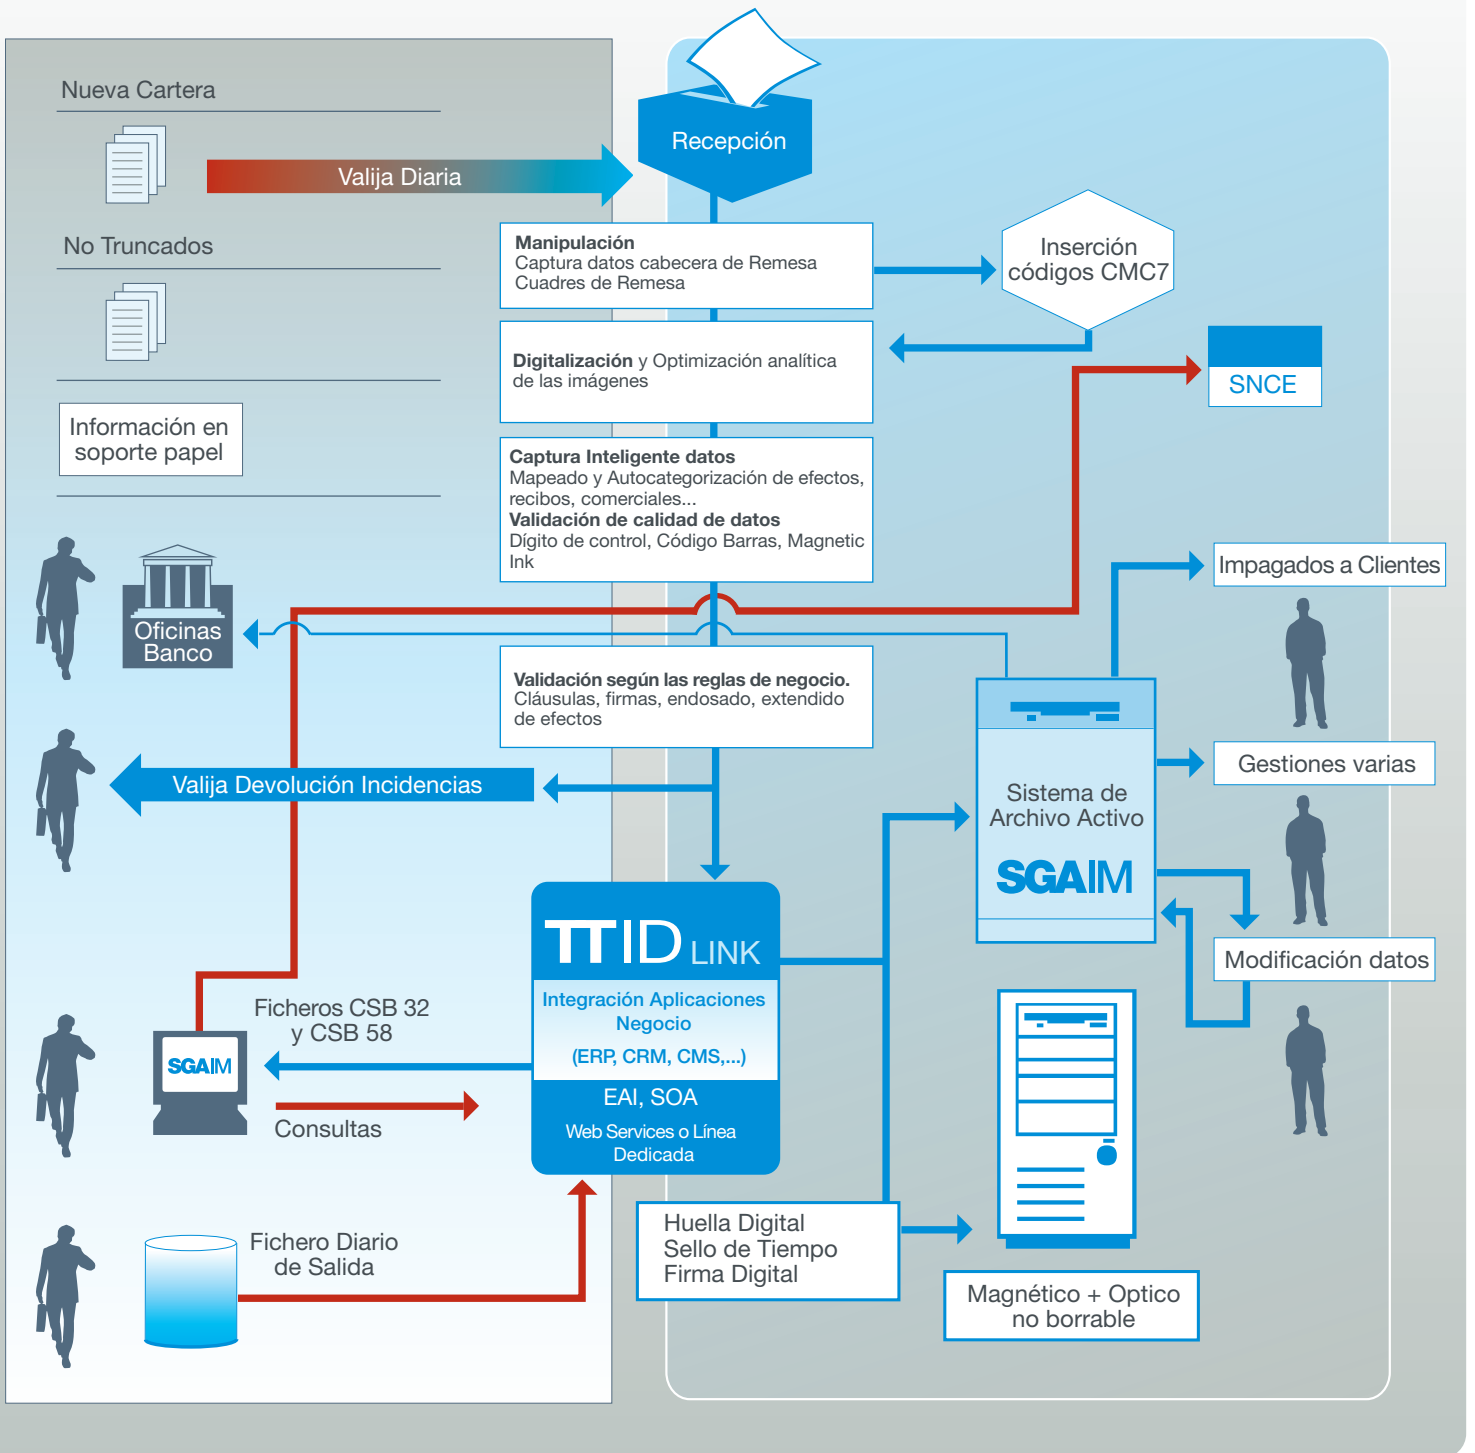 Nueva Cartera
Valija Diaria
Recepción
No Truncados
Manipulación
Captura datos cabecera de Remesa
Cuadres de Remesa
Inserción
códigos CMC7
Digitalización y Optimización analítica
de las imágenes
SNCE
Información en
soporte papel
Captura Inteligente datos
Mapeado y Autocategorización de efectos,
recibos, comerciales...
Validación de calidad de datos
Dígito de control, Código Barras, Magnetic
Ink
Impagados a Clientes
Oficinas
Banco
Validación según las reglas de negocio.
Cláusulas, firmas, endosado, extendido
de efectos
Valija Devolución Incidencias
Gestiones varias
Sistema de
Archivo Activo
SGAIM
Modificación datos
TTID LINK
Integración Aplicaciones
Negocio
(ERP, CRM, CMS,...)
EAI, SOA
Web Services o Línea
Dedicada
Ficheros CSB 32
y CSB 58
SGAIM
Consultas
Fichero Diario
de Salida
Huella Digital
Sello de Tiempo
Firma Digital
Magnético + Optico
no borrable